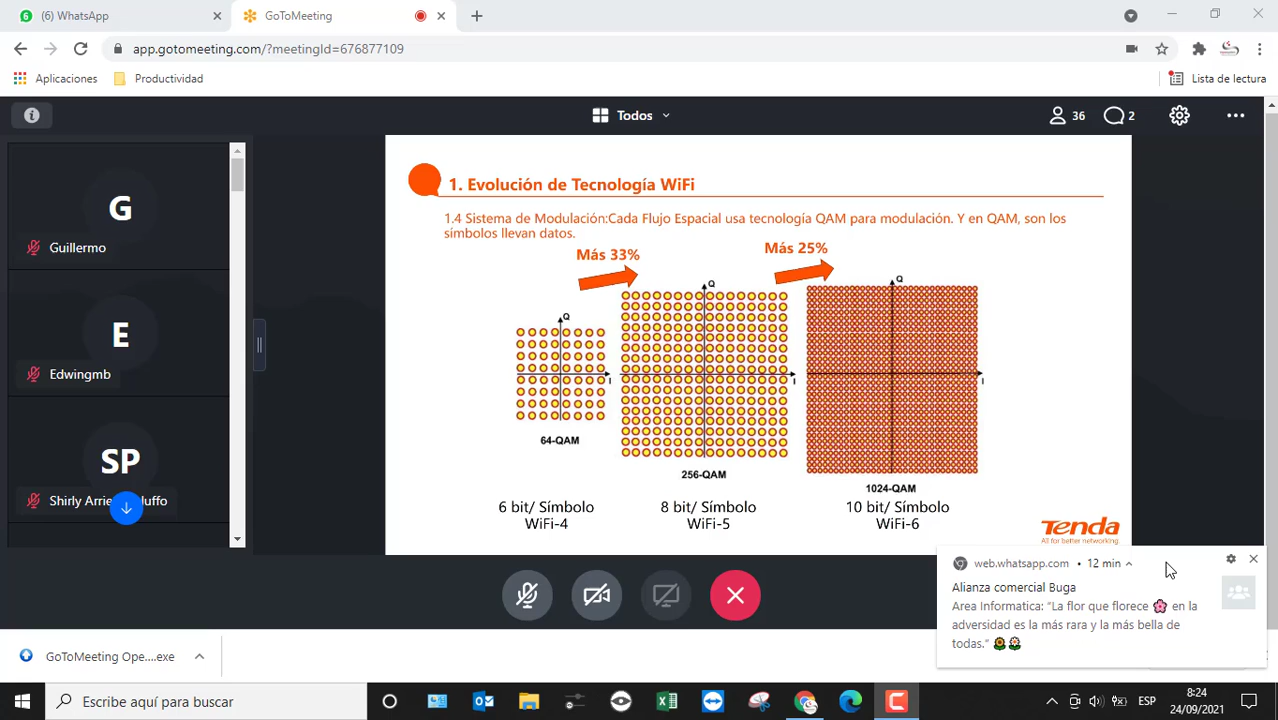 6
(6) WhatsApp
GoToMeeting
app.gotomeeting.com/?meetingId=676877109
Aplicaciones
Productividad
Lista de lectura
Todos
36
2
G
Guillermo
E
Edwingmb
SP
1. Evolución de Tecnología WiFi
1.4 Sistema de Modulación:Cada Flujo Espacial usa tecnología QAM para modulación. Y en QAM, son los
símbolos llevan datos.
Más 33%
Más 25%
Q
Q
Q
I
I
I
64-QAM
256-QAM
1024-QAM
6 bit/ Símbolo
WiFi-4
8 bit/ Símbolo
WiFi-5
10 bit/ Símbolo
WiFi-6
Tenda
All for better networking
web.whatsapp.com • 12 min
Alianza comercial Buga
Area Informatica: "La flor que florece 🌸 en la
adversidad es la más rara y la más bella de
todas." 🌻🌼
GoToMeeting Ope....exe
Escribe aquí para buscar
ESP
8:24
24/09/2021